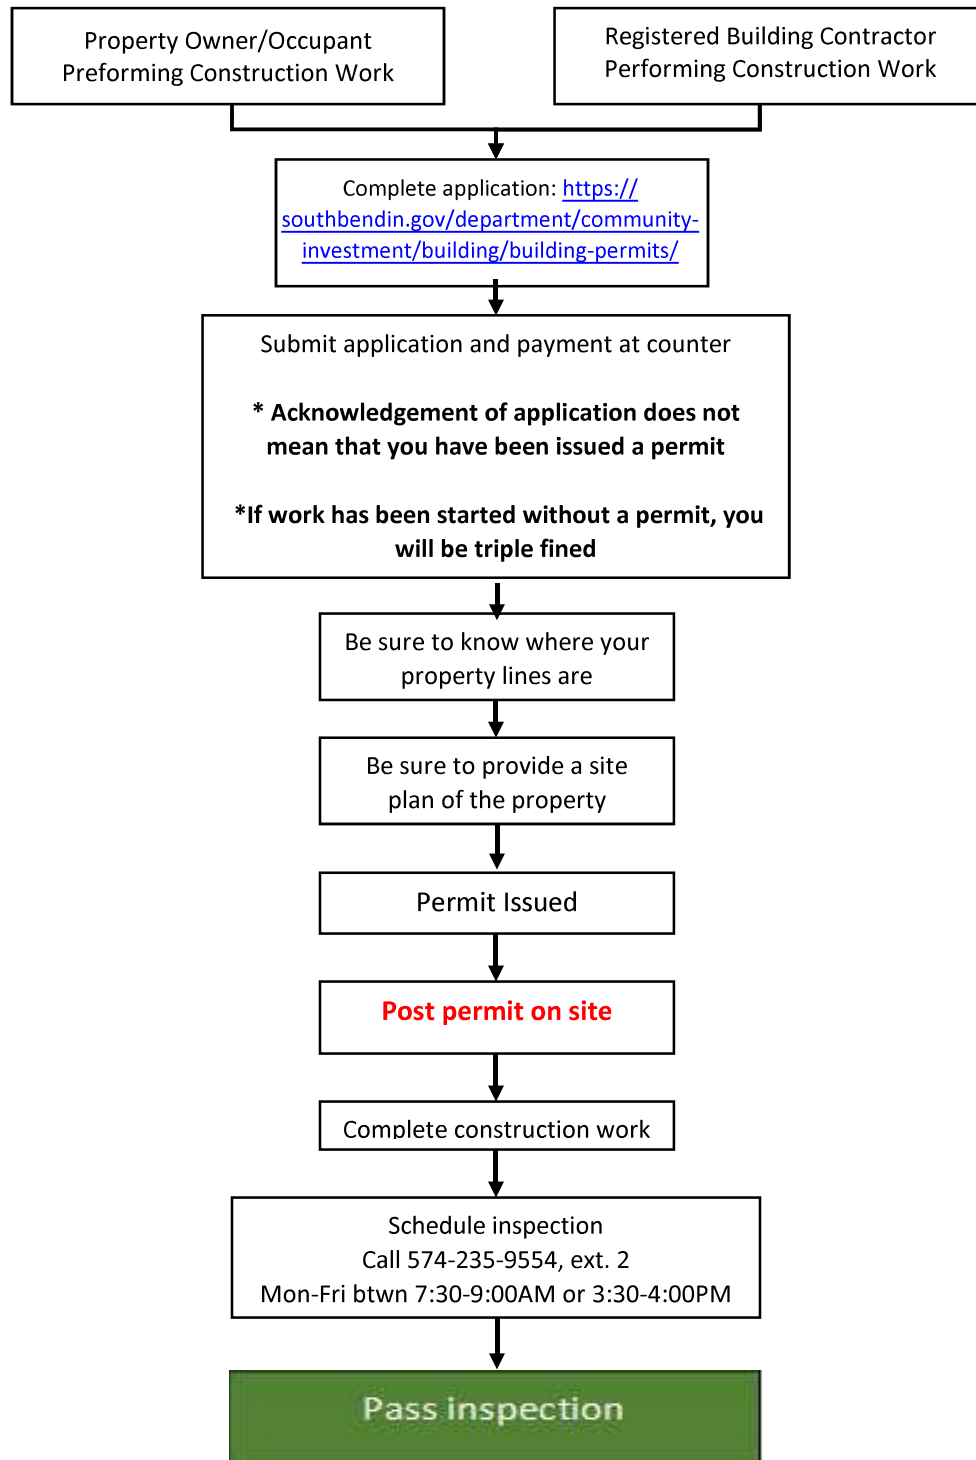 Property Owner/Occupant
Preforming Construction Work
Registered Building Contractor
Performing Construction Work
Complete application: https://
southbendin.gov/department/community-
investment/building/building-permits/
Submit application and payment at counter
* Acknowledgement of application does not
mean that you have been issued a permit
*If work has been started without a permit, you
will be triple fined
Be sure to know where your
property lines are
Be sure to provide a site
plan of the property
Permit Issued
Post permit on site
Complete construction work
Schedule inspection
Call 574-235-9554, ext. 2
Mon-Fri btwn 7:30-9:00AM or 3:30-4:00PM
Pass inspection